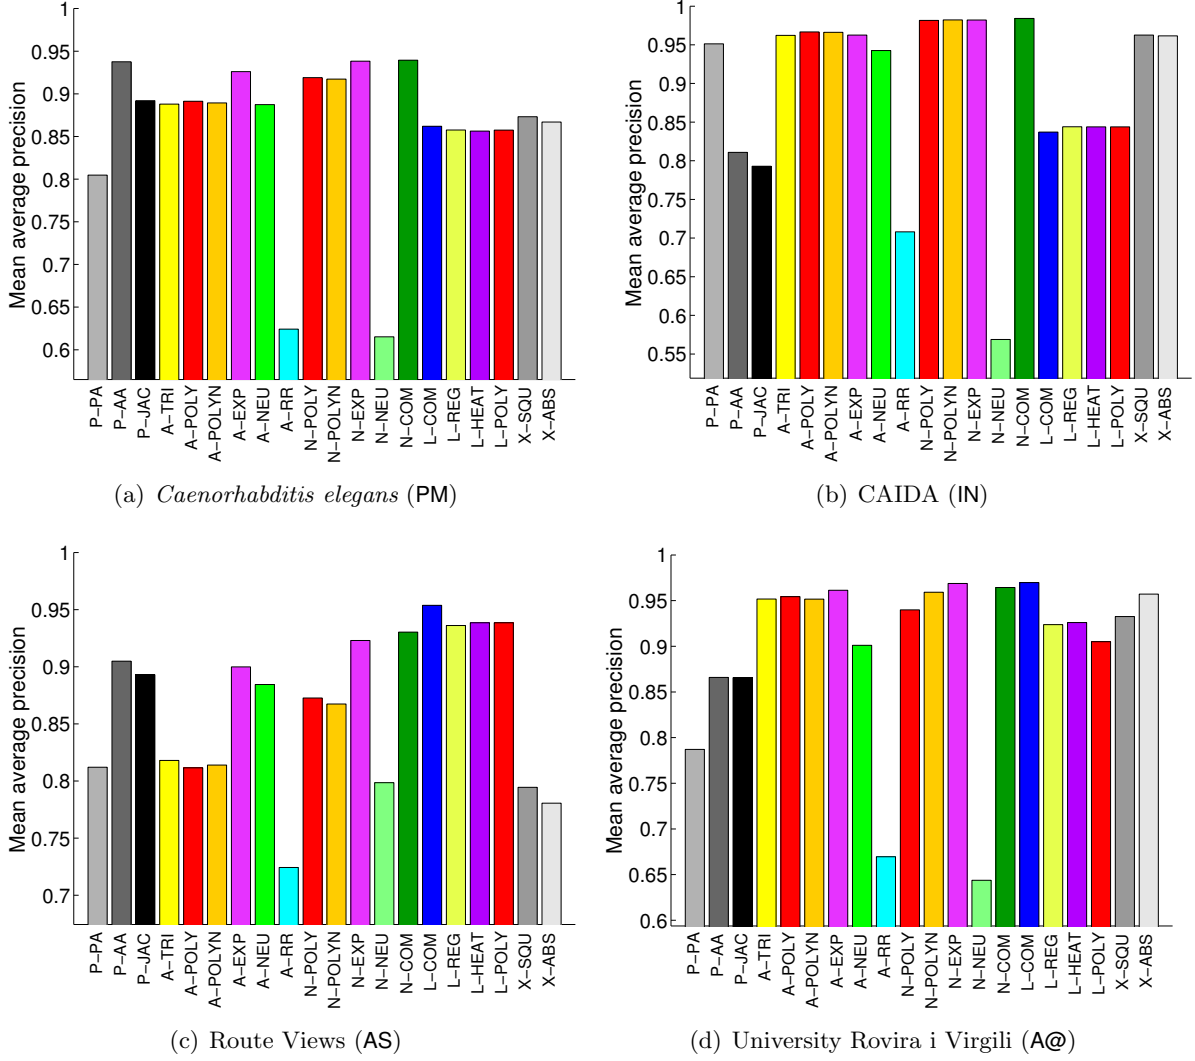 1
0.95
0.9
0.85
0.8
0.75
0.7
0.65
0.6
Mean average precision
P–PA
P–AA
P–JAC
A–TRI
A–POLY
A–POLYN
A–EXP
A–NEU
A–RR
N–POLY
N–POLYN
N–EXP
N–NEU
N–COM
L–COM
L–REG
L–HEAT
L–POLY
X–SQU
X–ABS
(a) Caenorhabditis elegans (PM)
1
0.95
0.9
0.85
0.8
0.75
0.7
0.65
0.6
0.55
Mean average precision
P–PA
P–AA
P–JAC
A–TRI
A–POLY
A–POLYN
A–EXP
A–NEU
A–RR
N–POLY
N–POLYN
N–EXP
N–NEU
N–COM
L–COM
L–REG
L–HEAT
L–POLY
X–SQU
X–ABS
(b) CAIDA (IN)
1
0.95
0.9
0.85
0.8
0.75
0.7
Mean average precision
P–PA
P–AA
P–JAC
A–TRI
A–POLY
A–POLYN
A–EXP
A–NEU
A–RR
N–POLY
N–POLYN
N–EXP
N–NEU
N–COM
L–COM
L–REG
L–HEAT
L–POLY
X–SQU
X–ABS
(c) Route Views (AS)
1
0.95
0.9
0.85
0.8
0.75
0.7
0.65
0.6
Mean average precision
P–PA
P–AA
P–JAC
A–TRI
A–POLY
A–POLYN
A–EXP
A–NEU
A–RR
N–POLY
N–POLYN
N–EXP
N–NEU
N–COM
L–COM
L–REG
L–HEAT
L–POLY
X–SQU
X–ABS
(d) University Rovira i Virgili (A@)